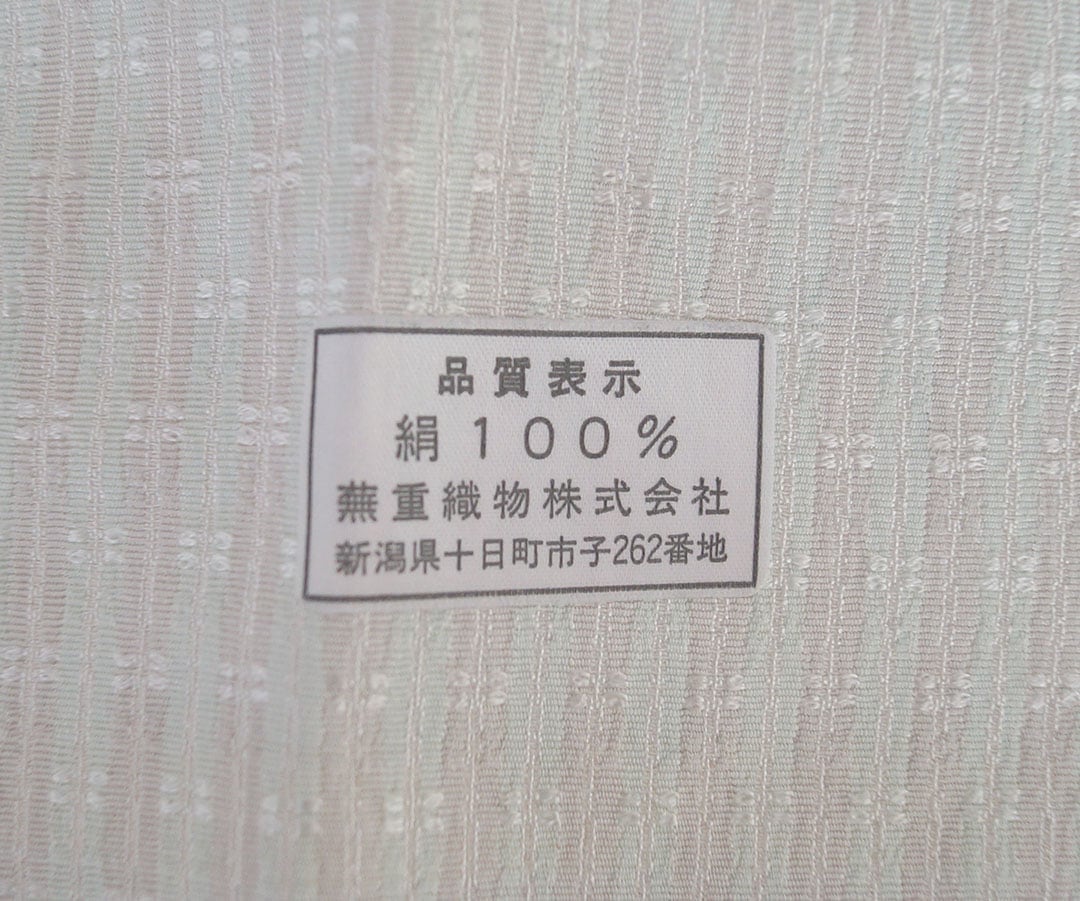 品質表示
絹 100%
蕪重織物株式会社
新潟県十日町市子262番地